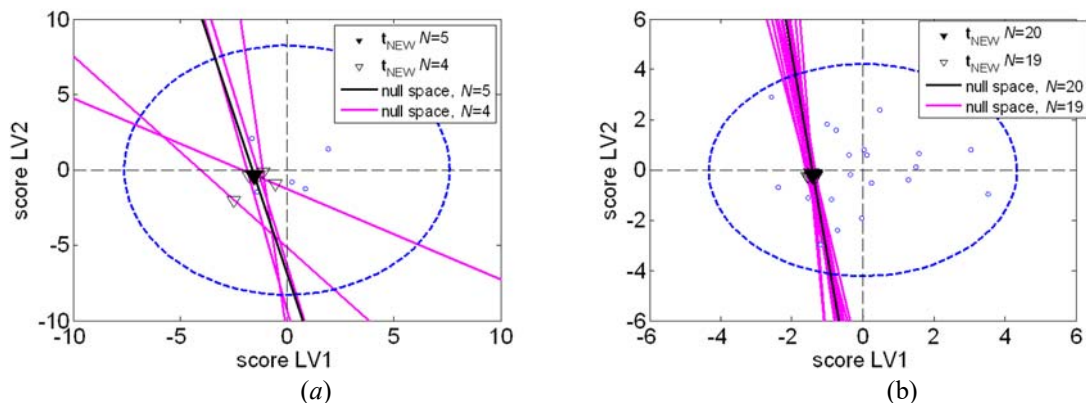 10
5
0
-5
-10
score LV2
-10
-5
0
5
10
score LV1
t_NEW N=5
t_NEW N=4
null space, N=5
null space, N=4
(a)
6
4
2
0
-2
-4
-6
score LV2
-6
-4
-2
0
2
4
6
score LV1
t_NEW N=20
t_NEW N=19
null space, N=20
null space, N=19
(b)